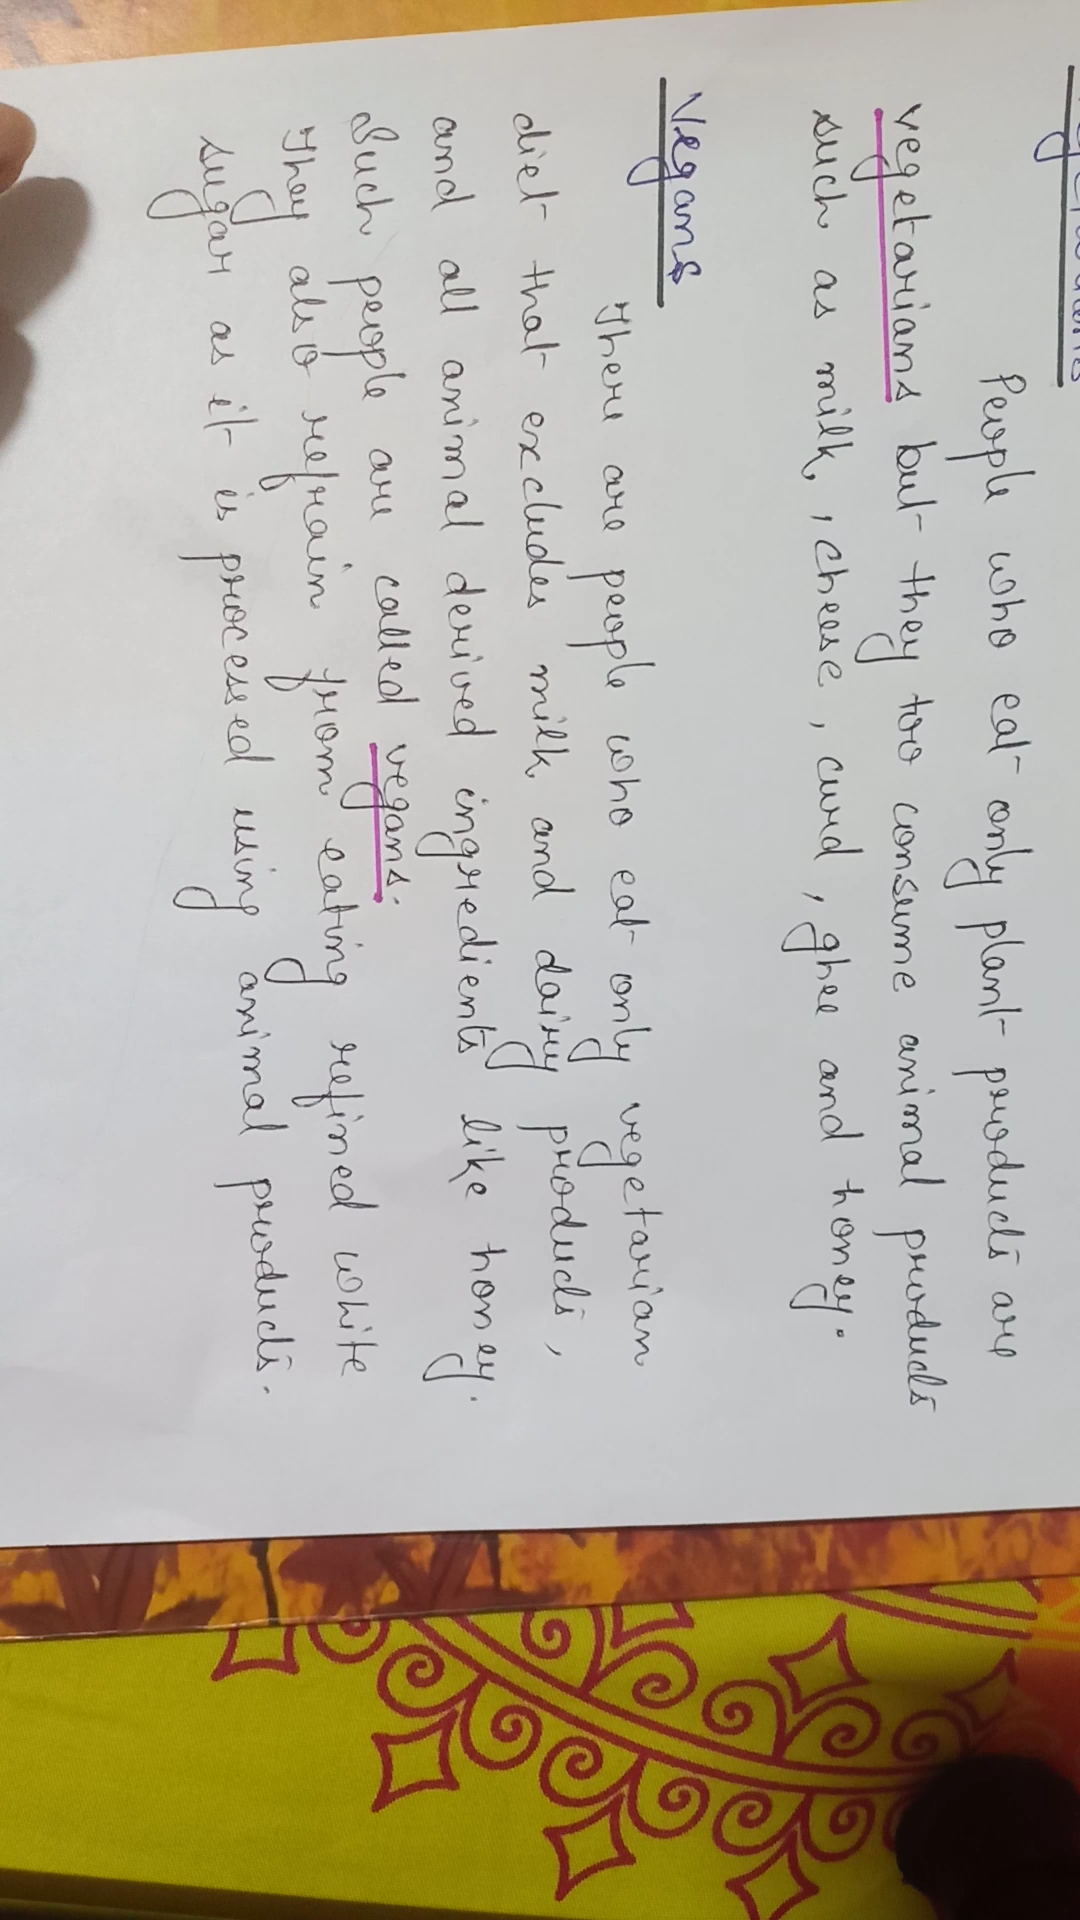 People who eat only plant products are
vegetarians but they too consume animal products
such as milk, cheese, curd, ghee and honey.
Vegans
There are people who eat only vegetarian
diet that excludes milk and dairy products,
and all animal derived ingredients like honey.
Such people are called vegans.
They also refrain from eating refined white
sugar as it is processed using animal products.